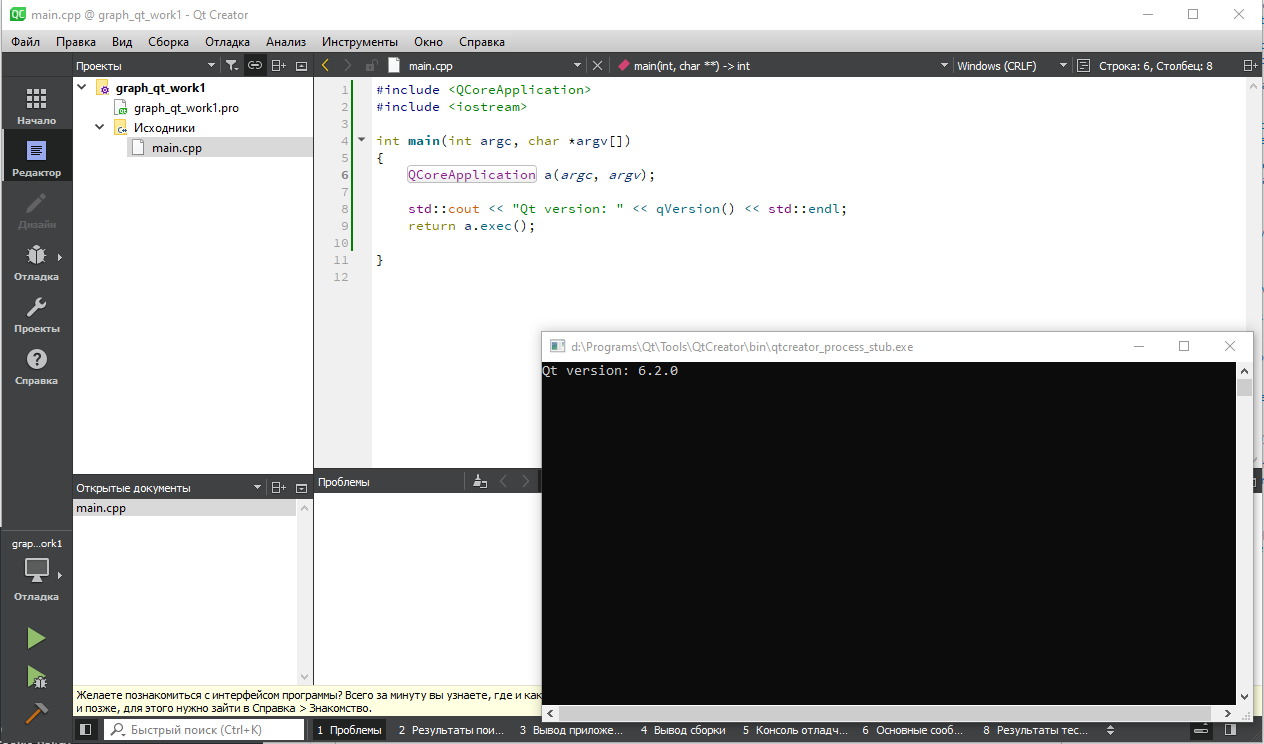 main.cpp @ graph_qt_work1 - Qt Creator
Файл Правка Вид Сборка Отладка Анализ Инструменты Окно Справка
Проекты main.cpp main(int, char **) -> int Windows (CRLF) Строка: 6, Столбец: 8
Начало
Редактор
Дизайн
Отладка
Проекты
Справка
graph_qt_work1
graph_qt_work1.pro
Исходники
main.cpp
1 #include <QCoreApplication>
2 #include <iostream>
3
4 int main(int argc, char *argv[])
5 {
6 QCoreApplication a(argc, argv);
7
8 std::cout << "Qt version: " << qVersion() << std::endl;
9 return a.exec();
10
11 }
12
d:\Programs\Qt\Tools\QtCreator\bin\qtcreator_process_stub.exe
Qt version: 6.2.0
Открытые документы
main.cpp
Проблемы
grap...ork1
Отладка
Желаете познакомиться с интерфейсом программы? Всего за минуту вы узнаете, где и как
и позже, для этого нужно зайти в Справка > Знакомство.
Быстрый поиск (Ctrl+K) 1 Проблемы 2 Результаты пои... 3 Вывод приложе... 4 Вывод сборки 5 Консоль отладч... 6 Основные сооб... 8 Результаты тес...